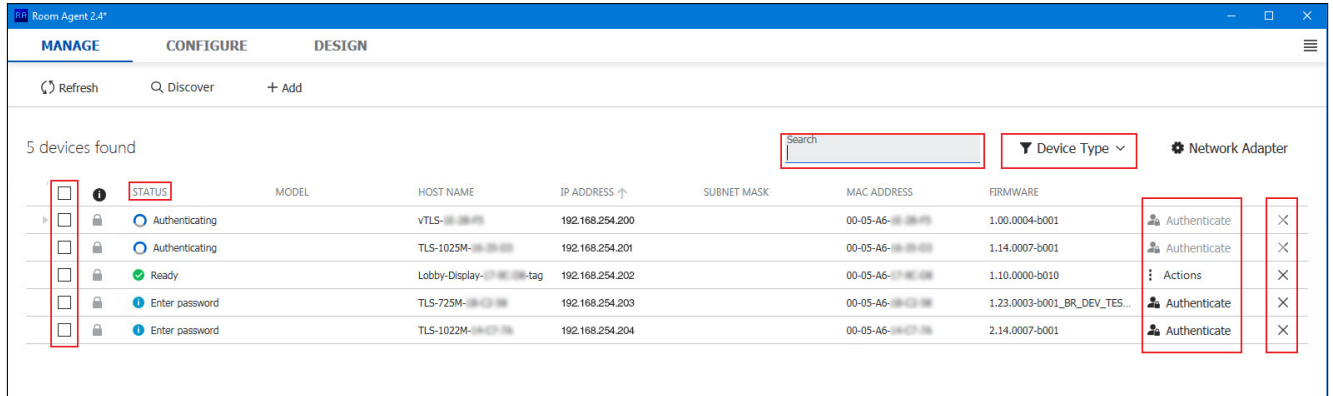 RA Room Agent 2.4*
MANAGE CONFIGURE DESIGN
Refresh Discover + Add
5 devices found Search Device Type Network Adapter
STATUS MODEL HOST NAME IP ADDRESS SUBNET MASK MAC ADDRESS FIRMWARE
Authenticating vTLS- 192.168.254.200 00-05-A6- 1.00.0004-b001 Authenticate
Authenticating TLS-1025M- 192.168.254.201 00-05-A6- 1.14.0007-b001 Authenticate
Ready Lobby-Display- -tag 192.168.254.202 00-05-A6- 1.10.0000-b010 Actions
Enter password TLS-725M- 192.168.254.203 00-05-A6- 1.23.0003-b001_BR_DEV_TES... Authenticate
Enter password TLS-1022M- 192.168.254.204 00-05-A6- 2.14.0007-b001 Authenticate